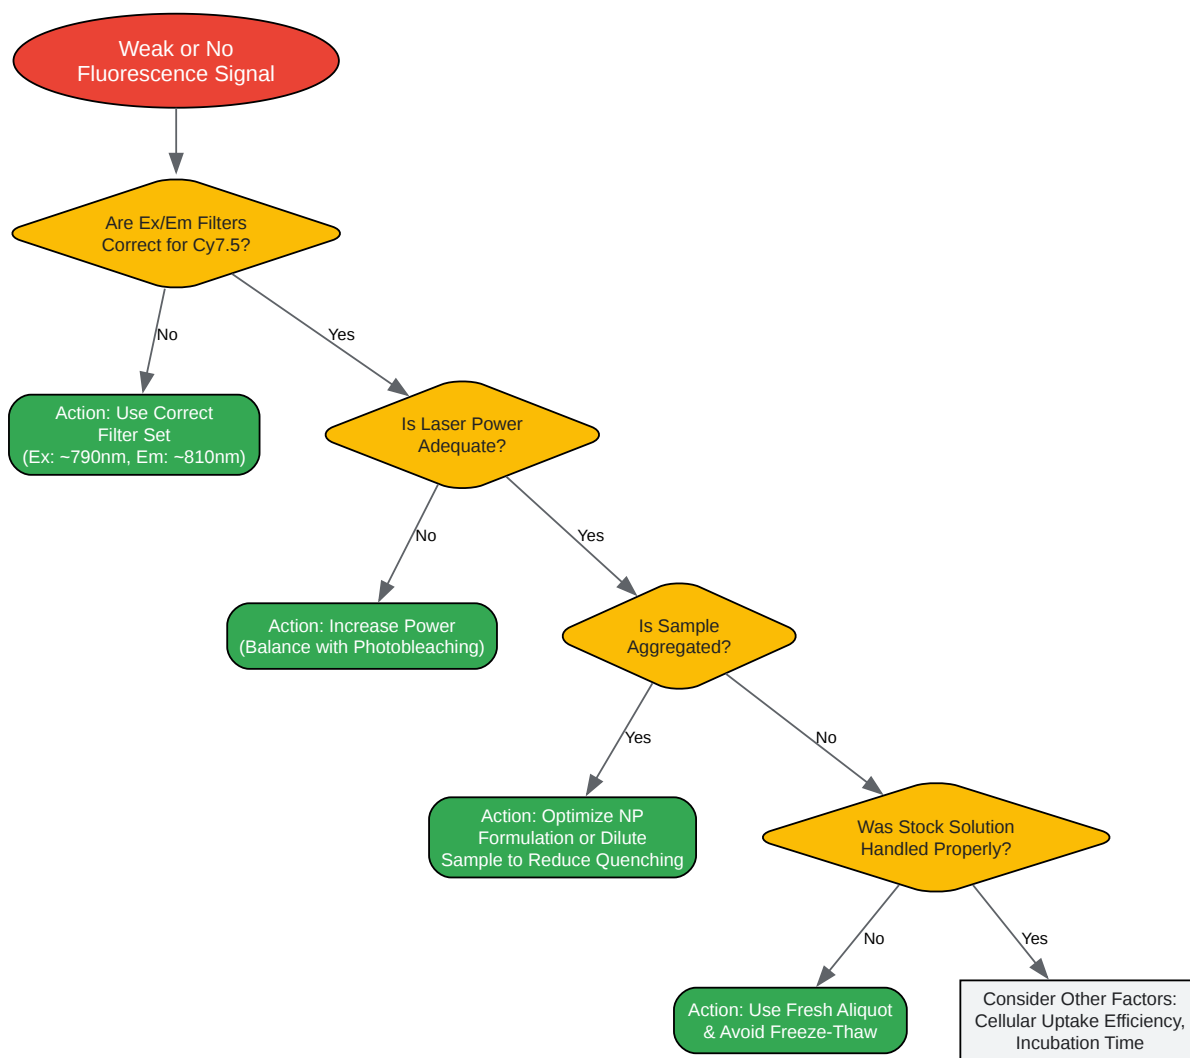 Weak or No
Fluorescence Signal
Are Ex/Em Filters
Correct for Cy7.5?
No
Yes
Action: Use Correct
Filter Set
(Ex: ~790nm, Em: ~810nm)
Is Laser Power
Adequate?
No
Yes
Action: Increase Power
(Balance with Photobleaching)
Is Sample
Aggregated?
Yes
No
Action: Optimize NP
Formulation or Dilute
Sample to Reduce Quenching
Was Stock Solution
Handled Properly?
No
Yes
Action: Use Fresh Aliquot
& Avoid Freeze-Thaw
Consider Other Factors:
Cellular Uptake Efficiency,
Incubation Time